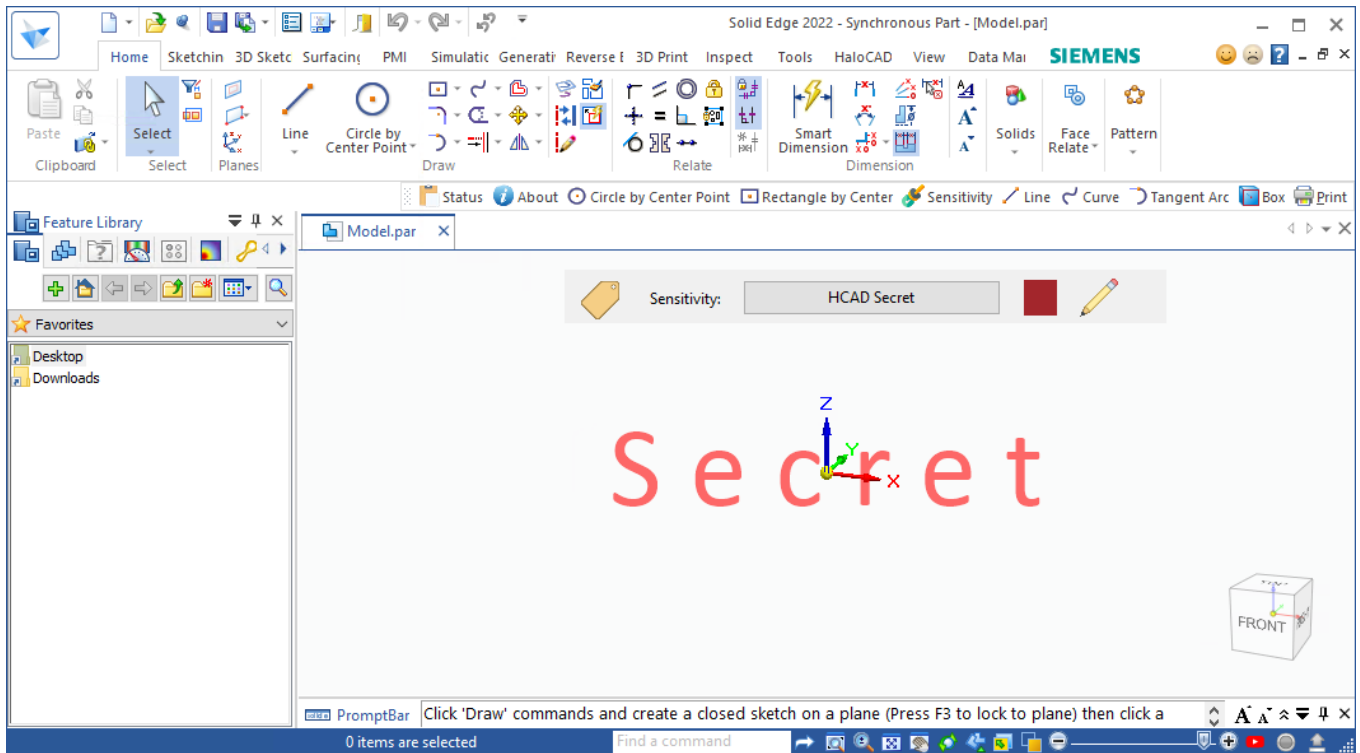 Solid Edge 2022 - Synchronous Part - [Model.par]
Home Sketchin 3D Sketc Surfacing PMI Simulatic Generati Reverse E 3D Print Inspect Tools HaloCAD View Data Mar SIEMENS
Paste Select Line Circle by Center Point Smart Dimension Solids Face Relate Pattern
Clipboard Select Planes Draw Relate Dimension
Status About Circle by Center Point Rectangle by Center Sensitivity Line Curve Tangent Arc Box Print
Feature Library
Model.par
Sensitivity: HCAD Secret
Favorites
Desktop
Downloads
Z
Y
X
Secret
FRONT
PromptBar Click 'Draw' commands and create a closed sketch on a plane (Press F3 to lock to plane) then click a
0 items are selected Find a command